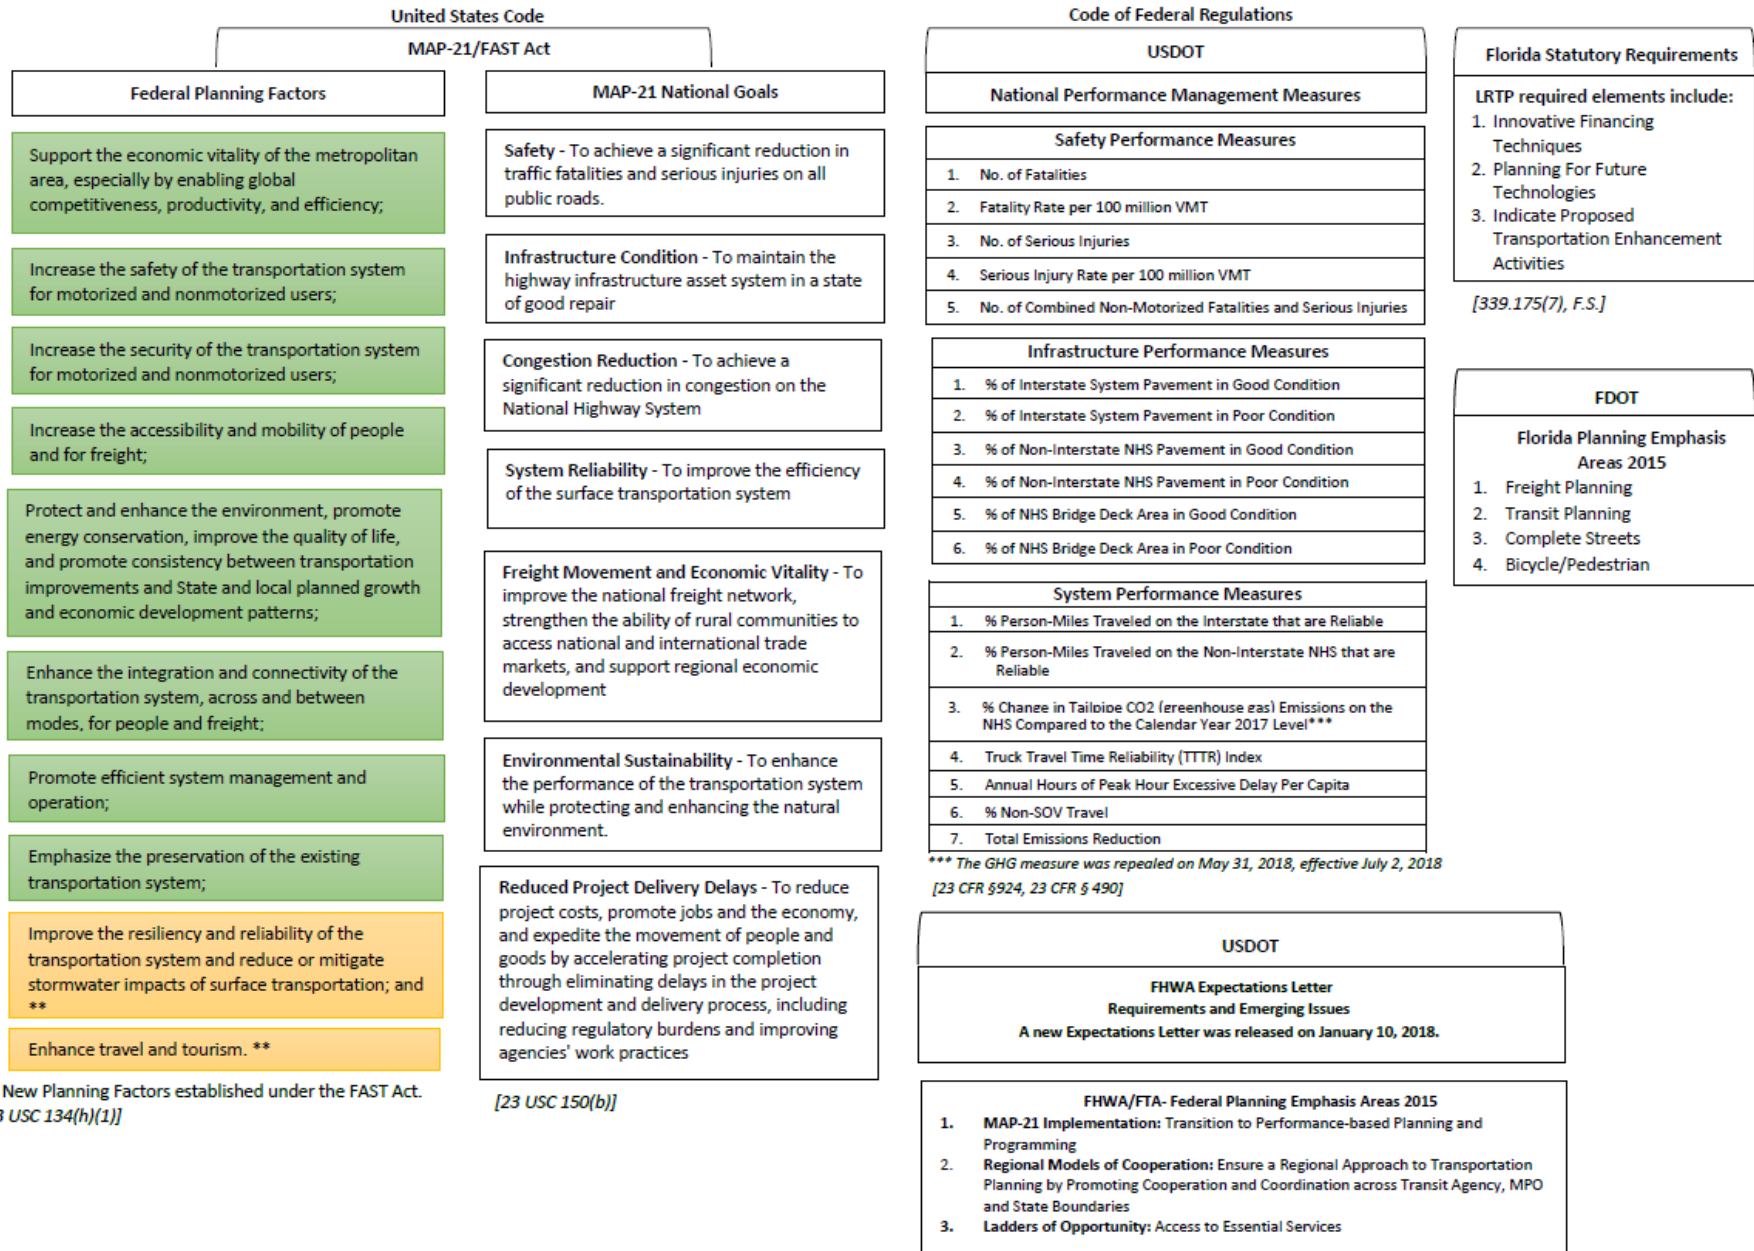 United States Code
MAP-21/FAST Act
Federal Planning Factors
Support the economic vitality of the metropolitan
area, especially by enabling global
competitiveness, productivity, and efficiency;
Increase the safety of the transportation system
for motorized and nonmotorized users;
Increase the security of the transportation system
for motorized and nonmotorized users;
Increase the accessibility and mobility of people
and for freight;
Protect and enhance the environment, promote
energy conservation, improve the quality of life,
and promote consistency between transportation
improvements and State and local planned growth
and economic development patterns;
Enhance the integration and connectivity of the
transportation system, across and between
modes, for people and freight;
Promote efficient system management and
operation;
Emphasize the preservation of the existing
transportation system;
Improve the resiliency and reliability of the
transportation system and reduce or mitigate
stormwater impacts of surface transportation; and
**
Enhance travel and tourism. **
New Planning Factors established under the FAST Act.
USC 134(h)(1)]
MAP-21 National Goals
Safety - To achieve a significant reduction in
traffic fatalities and serious injuries on all
public roads.
Infrastructure Condition - To maintain the
highway infrastructure asset system in a state
of good repair
Congestion Reduction - To achieve a
significant reduction in congestion on the
National Highway System
System Reliability - To improve the efficiency
of the surface transportation system
Freight Movement and Economic Vitality - To
improve the national freight network,
strengthen the ability of rural communities to
access national and international trade
markets, and support regional economic
development
Environmental Sustainability - To enhance
the performance of the transportation system
while protecting and enhancing the natural
environment.
Reduced Project Delivery Delays - To reduce
project costs, promote jobs and the economy,
and expedite the movement of people and
goods by accelerating project completion
through eliminating delays in the project
development and delivery process, including
reducing regulatory burdens and improving
agencies' work practices
[23 USC 150(b)]
Code of Federal Regulations
USDOT
National Performance Management Measures
Safety Performance Measures
1. No. of Fatalities
2. Fatality Rate per 100 million VMT
3. No. of Serious Injuries
4. Serious Injury Rate per 100 million VMT
5. No. of Combined Non-Motorized Fatalities and Serious Injuries
Infrastructure Performance Measures
1. % of Interstate System Pavement in Good Condition
2. % of Interstate System Pavement in Poor Condition
3. % of Non-Interstate NHS Pavement in Good Condition
4. % of Non-Interstate NHS Pavement in Poor Condition
5. % of NHS Bridge Deck Area in Good Condition
6. % of NHS Bridge Deck Area in Poor Condition
System Performance Measures
1. % Person-Miles Traveled on the Interstate that are Reliable
2. % Person-Miles Traveled on the Non-Interstate NHS that are
Reliable
3. % Change in Tailpipe CO2 (greenhouse gas) Emissions on the
NHS Compared to the Calendar Year 2017 Level***
4. Truck Travel Time Reliability (TTTR) Index
5. Annual Hours of Peak Hour Excessive Delay Per Capita
6. % Non-SOV Travel
7. Total Emissions Reduction
*** The GHG measure was repealed on May 31, 2018, effective July 2, 2018
[23 CFR §924, 23 CFR § 490]
USDOT
FHWA Expectations Letter
Requirements and Emerging Issues
A new Expectations Letter was released on January 10, 2018.
FHWA/FTA- Federal Planning Emphasis Areas 2015
1. MAP-21 Implementation: Transition to Performance-based Planning and
Programming
2. Regional Models of Cooperation: Ensure a Regional Approach to Transportation
Planning by Promoting Cooperation and Coordination across Transit Agency, MPO
and State Boundaries
3. Ladders of Opportunity: Access to Essential Services
Florida Statutory Requirements
LRTP required elements include:
1. Innovative Financing
Techniques
2. Planning For Future
Technologies
3. Indicate Proposed
Transportation Enhancement
Activities
[339.175(7), F.S.]
FDOT
Florida Planning Emphasis
Areas 2015
1. Freight Planning
2. Transit Planning
3. Complete Streets
4. Bicycle/Pedestrian